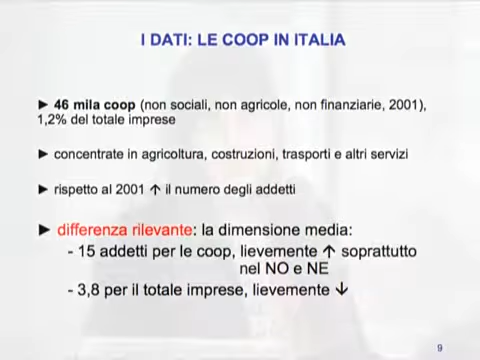 I DATI: LE COOP IN ITALIA
► 46 mila coop (non sociali, non agricole, non finanziarie, 2001),
1,2% del totale imprese
► concentrate in agricoltura, costruzioni, trasporti e altri servizi
► rispetto al 2001 ↑ il numero degli addetti
► differenza rilevante: la dimensione media:
- 15 addetti per le coop, lievemente ↑ soprattutto
nel NO e NE
- 3,8 per il totale imprese, lievemente ↓
9